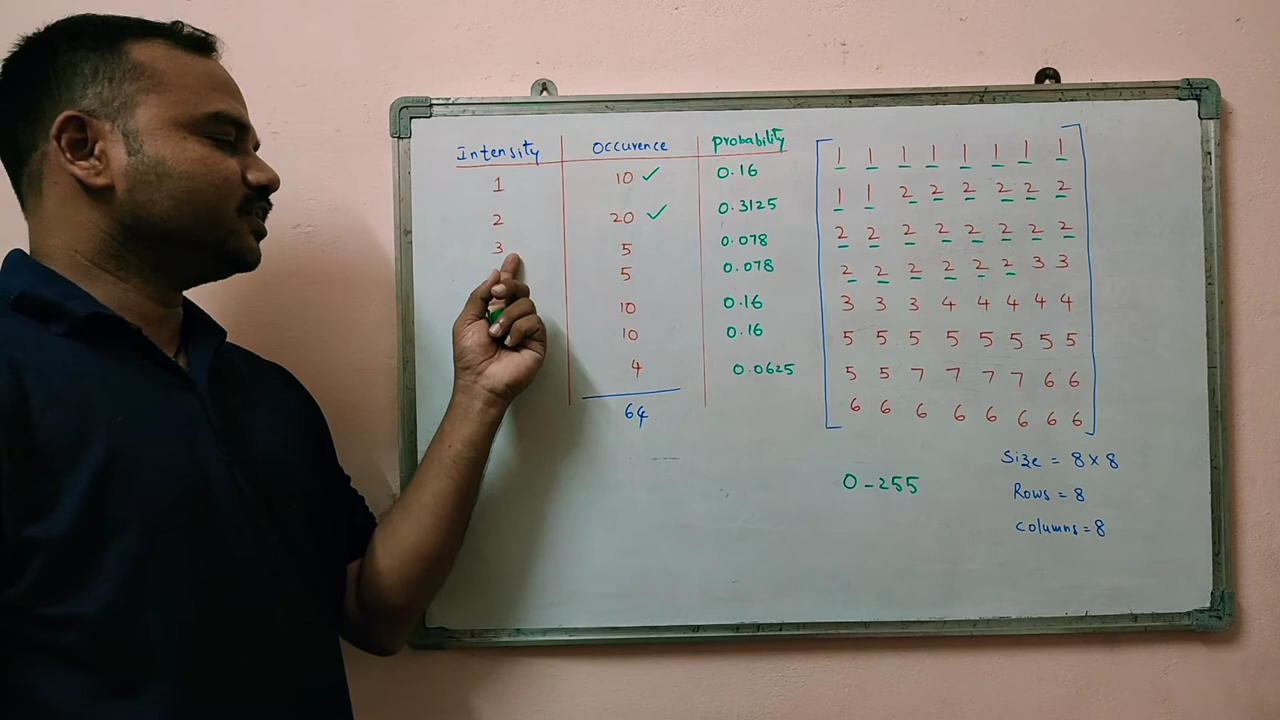 Intensity occurence probability
1 10 ✓ 0.16
2 20 ✓ 0.3125
3 5 0.078
5 0.078
10 0.16
10 0.16
4 0.0625
64
1 1 1 1 1 1 1 1
1 1 2 2 2 2 2 2
2 2 2 2 2 2 2 2
2 2 2 2 2 2 3 3
3 3 3 4 4 4 4 4
5 5 5 5 5 5 5 5
5 5 7 7 7 7 6 6
6 6 6 6 6 6 6 6
0-255
Size = 8×8
Rows = 8
columns = 8